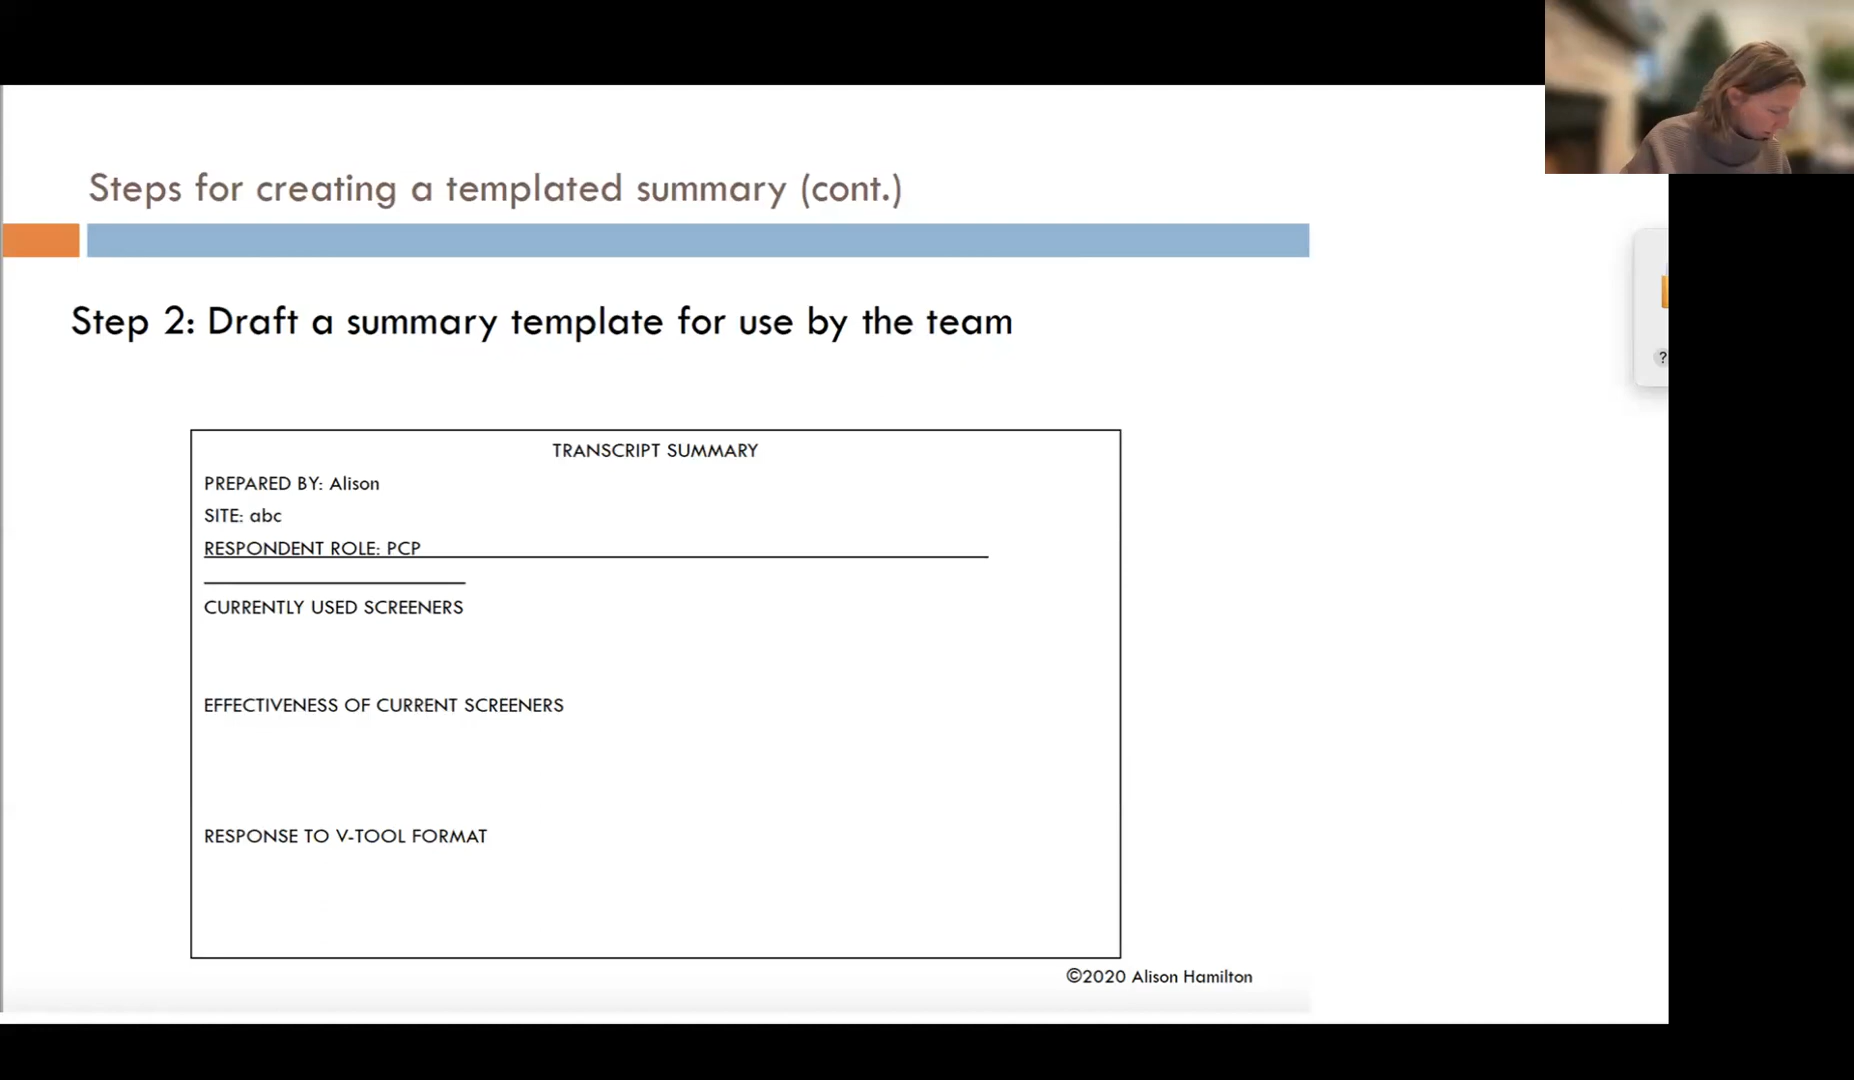 Steps for creating a templated summary (cont.)
Step 2: Draft a summary template for use by the team
TRANSCRIPT SUMMARY
PREPARED BY: Alison
SITE: abc
RESPONDENT ROLE: PCP
CURRENTLY USED SCREENERS
EFFECTIVENESS OF CURRENT SCREENERS
RESPONSE TO V-TOOL FORMAT
©2020 Alison Hamilton
?